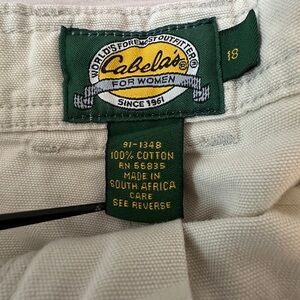 WORLD'S FOREMOST OUTFITTER®
Cabela's®
FOR WOMEN
SINCE 1961
18
91-1348
100% COTTON
RN 56835
MADE IN
SOUTH AFRICA
CARE
SEE REVERSE